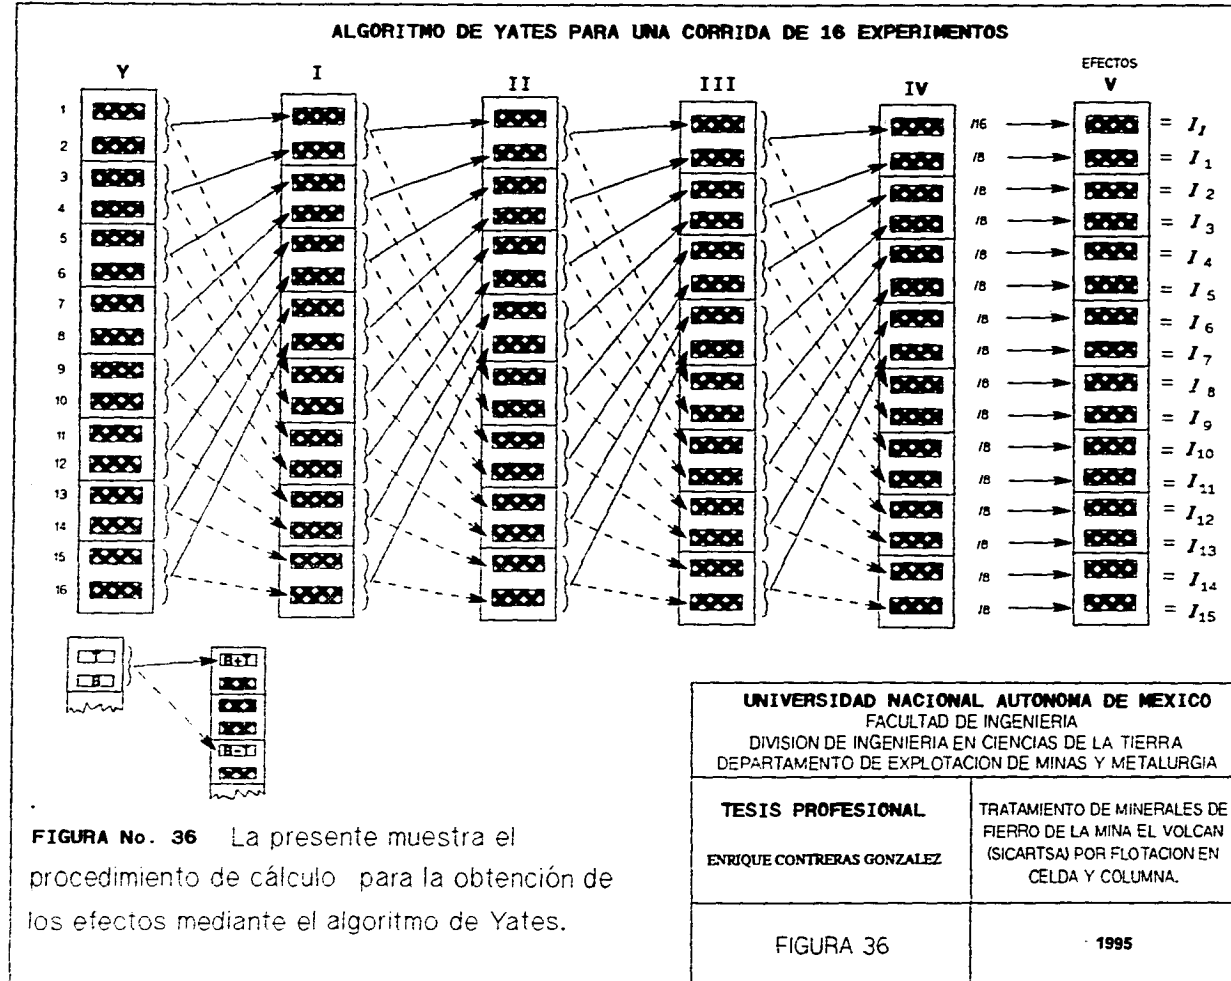 ALGORITMO DE YATES PARA UNA CORRIDA DE 16 EXPERIMENTOS
Y I II III IV EFECTOS V
1 /16 = I_I
2 /8 = I_1
3 /8 = I_2
4 /8 = I_3
5 /8 = I_4
6 /8 = I_5
7 /8 = I_6
8 /8 = I_7
9 /8 = I_8
10 /8 = I_9
11 /8 = I_10
12 /8 = I_11
13 /8 = I_12
14 /8 = I_13
15 /8 = I_14
16 /8 = I_15
T B+T
B
B-T
FIGURA No. 36 La presente muestra el
procedimiento de cálculo para la obtención de
los efectos mediante el algoritmo de Yates.
UNIVERSIDAD NACIONAL AUTONOMA DE MEXICO
FACULTAD DE INGENIERIA
DIVISION DE INGENIERIA EN CIENCIAS DE LA TIERRA
DEPARTAMENTO DE EXPLOTACION DE MINAS Y METALURGIA
TESIS PROFESIONAL
ENRIQUE CONTRERAS GONZALEZ
TRATAMIENTO DE MINERALES DE
FIERRO DE LA MINA EL VOLCAN
(SICARTSA) POR FLOTACION EN
CELDA Y COLUMNA.
FIGURA 36
1995